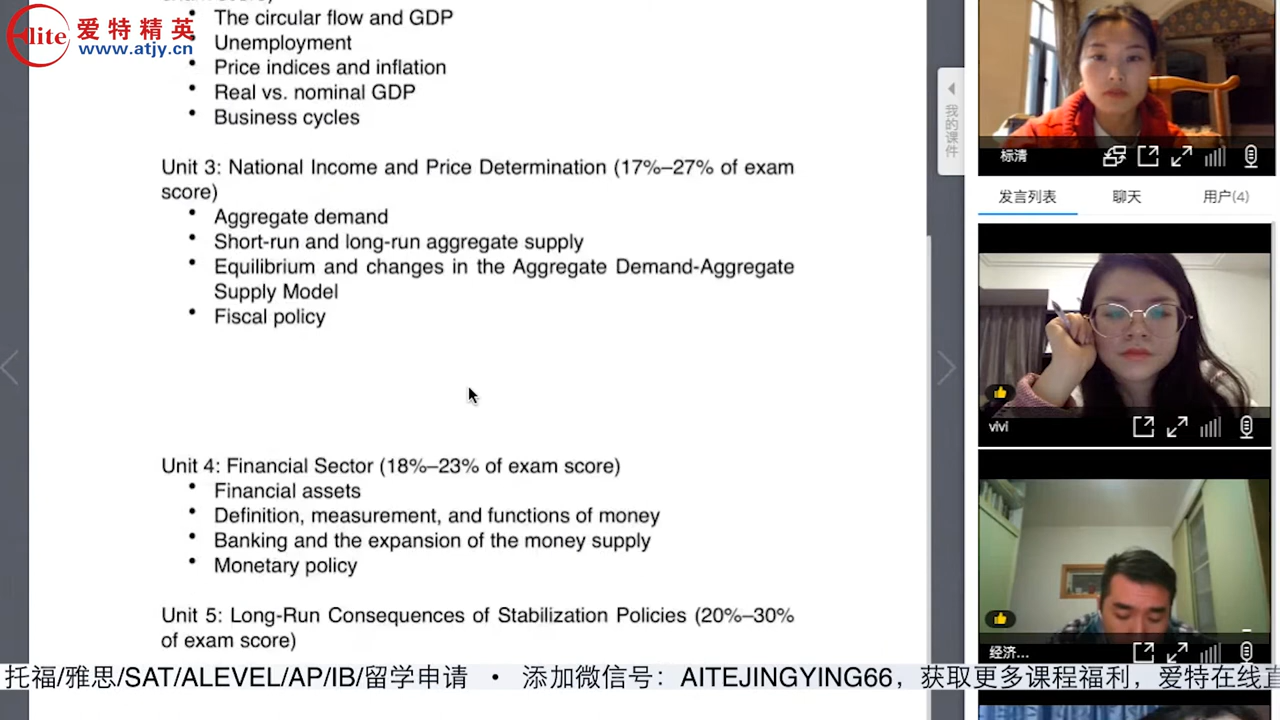 Elite 爱特精英
www.atjy.cn
• The circular flow and GDP
• Unemployment
• Price indices and inflation
• Real vs. nominal GDP
• Business cycles
Unit 3: National Income and Price Determination (17%–27% of exam
score)
• Aggregate demand
• Short-run and long-run aggregate supply
• Equilibrium and changes in the Aggregate Demand-Aggregate
Supply Model
• Fiscal policy
Unit 4: Financial Sector (18%–23% of exam score)
• Financial assets
• Definition, measurement, and functions of money
• Banking and the expansion of the money supply
• Monetary policy
Unit 5: Long-Run Consequences of Stabilization Policies (20%–30%
of exam score)
我的课件
标清
发言列表 聊天 用户(4)
vivi
经济...
托福/雅思/SAT/ALEVEL/AP/IB/留学申请 • 添加微信号：AITEJINGYING66，获取更多课程福利，爱特在线直